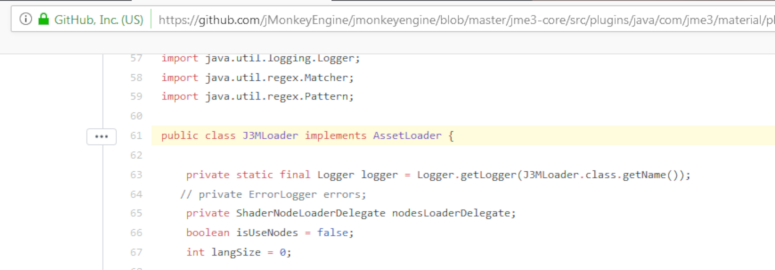 GitHub, Inc. (US) https://github.com/jMonkeyEngine/jmonkeyengine/blob/master/jme3-core/src/plugins/java/com/jme3/material/pl
57 import java.util.logging.Logger;
58 import java.util.regex.Matcher;
59 import java.util.regex.Pattern;
60
61 public class J3MLoader implements AssetLoader {
62
63 private static final Logger logger = Logger.getLogger(J3MLoader.class.getName());
64 // private ErrorLogger errors;
65 private ShaderNodeLoaderDelegate nodesLoaderDelegate;
66 boolean isUseNodes = false;
67 int langSize = 0;